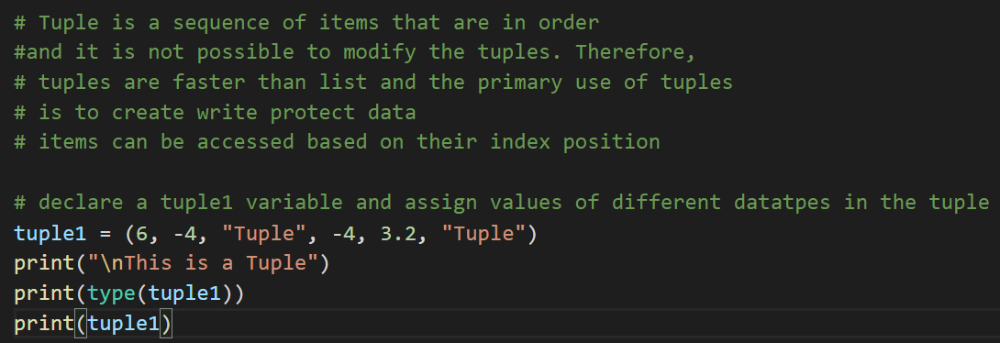 # Tuple is a sequence of items that are in order
#and it is not possible to modify the tuples. Therefore,
# tuples are faster than list and the primary use of tuples
# is to create write protect data
# items can be accessed based on their index position
# declare a tuple1 variable and assign values of different datatpes in the tuple
tuple1 = (6, -4, "Tuple", -4, 3.2, "Tuple")
print("\nThis is a Tuple")
print(type(tuple1))
print(tuple1)